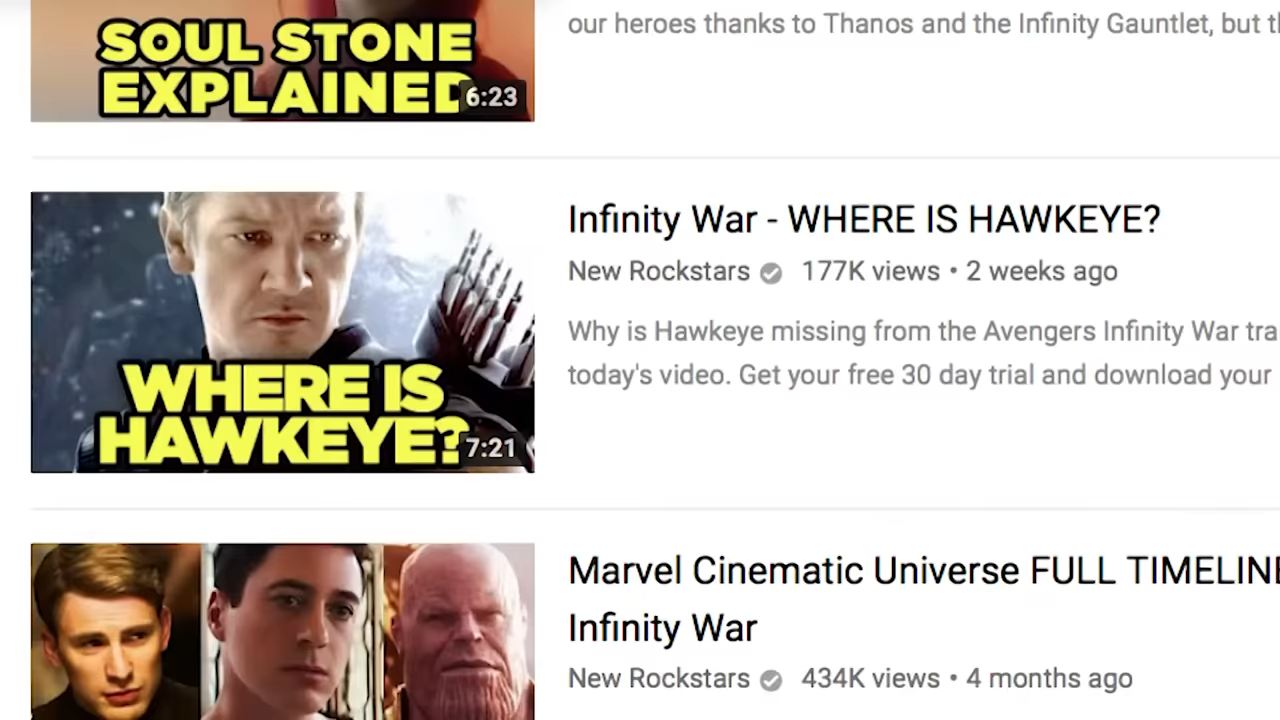 SOUL STONE
EXPLAINED
6:23
our heroes thanks to Thanos and the Infinity Gauntlet, but
WHERE IS
HAWKEYE?
7:21
Infinity War - WHERE IS HAWKEYE?
New Rockstars 177K views • 2 weeks ago
Why is Hawkeye missing from the Avengers Infinity War
today's video. Get your free 30 day trial and download your
Marvel Cinematic Universe FULL TIMELINE
Infinity War
New Rockstars 434K views • 4 months ago